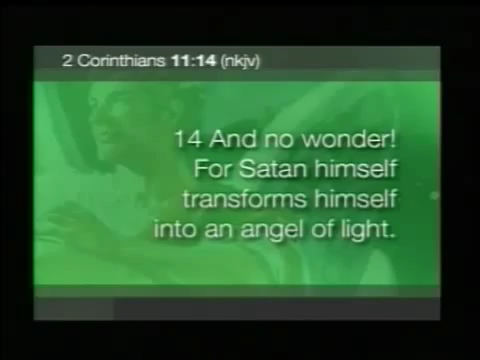 2 Corinthians 11:14 (nkjv)
14 And no wonder!
For Satan himself
transforms himself
into an angel of light.